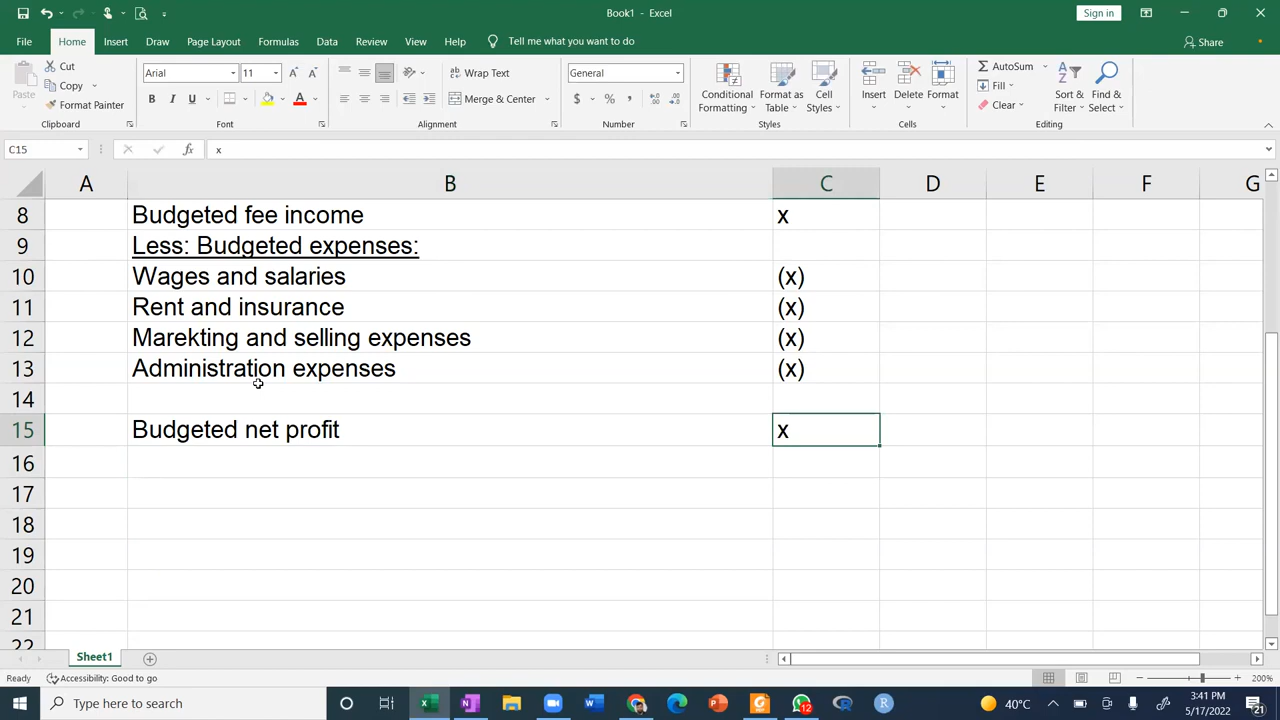 Book1 - Excel
Sign in
File Home Insert Draw Page Layout Formulas Data Review View Help Tell me what you want to do Share
Paste Cut Copy Format Painter
Arial 11 A A
B I U A
Wrap Text
Merge & Center
General
$ % ,
Conditional Formatting
Format as Table
Cell Styles
Insert Delete Format
AutoSum
Fill
Clear
Sort & Filter
Find & Select
Clipboard Font Alignment Number Styles Cells Editing
C15 fx x
A B C D E F G
8 Budgeted fee income x
9 Less: Budgeted expenses:
10 Wages and salaries (x)
11 Rent and insurance (x)
12 Marekting and selling expenses (x)
13 Administration expenses (x)
14
15 Budgeted net profit x
16
17
18
19
20
21
22
Sheet1
Ready Accessibility: Good to go 200%
Type here to search
12
40°C
3:41 PM
5/17/2022
21